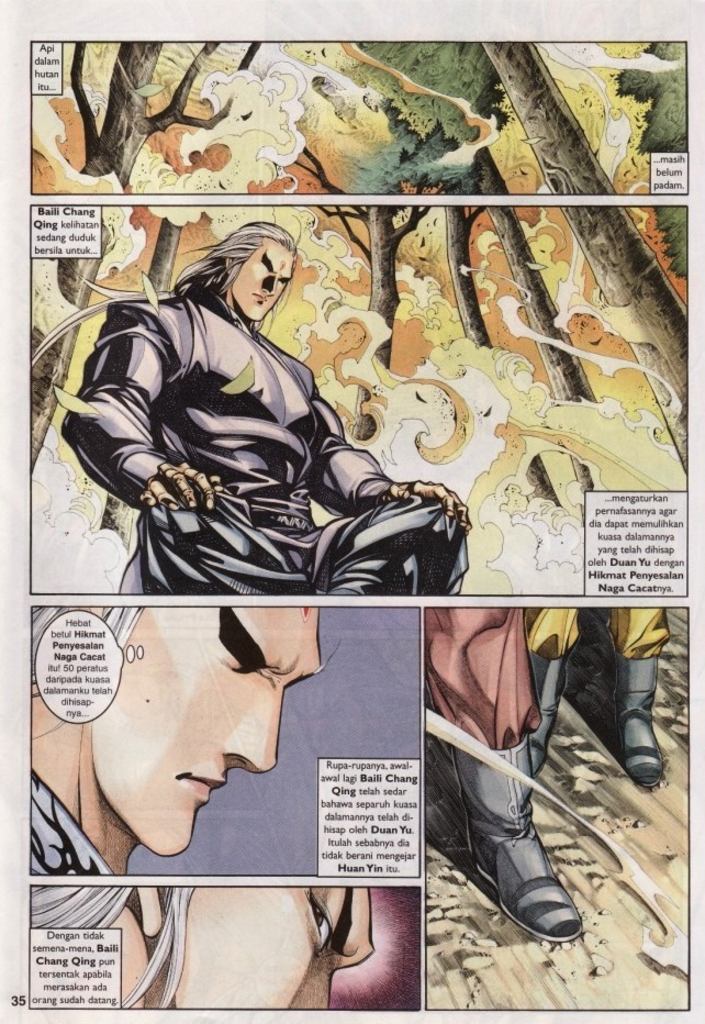 Api
dalam
hutan
itu...
...masih
belum
padam.
Baili Chang
Qing kelihatan
sedang duduk
bersila untuk...
...mengaturkan
pernafasannya agar
dia dapat memulihkan
kuasa dalamannya
yang telah dihisap
oleh Duan Yu dengan
Hikmat Penyesalan
Naga Cacatnya.
Hebat
betul Hikmat
Penyesalan
Naga Cacat
itu! 50 peratus
daripada kuasa
dalamanku telah
dihisap-
nya...
Rupa-rupanya, awal-
awal lagi Baili Chang
Qing telah sedar
bahawa separuh kuasa
dalamannya telah di-
hisap oleh Duan Yu.
Itulah sebabnya dia
tidak berani mengejar
Huan Yin itu.
Dengan tidak
semena-mena, Baili
Chang Qing pun
tersentak apabila
merasakan ada
orang sudah datang.
35